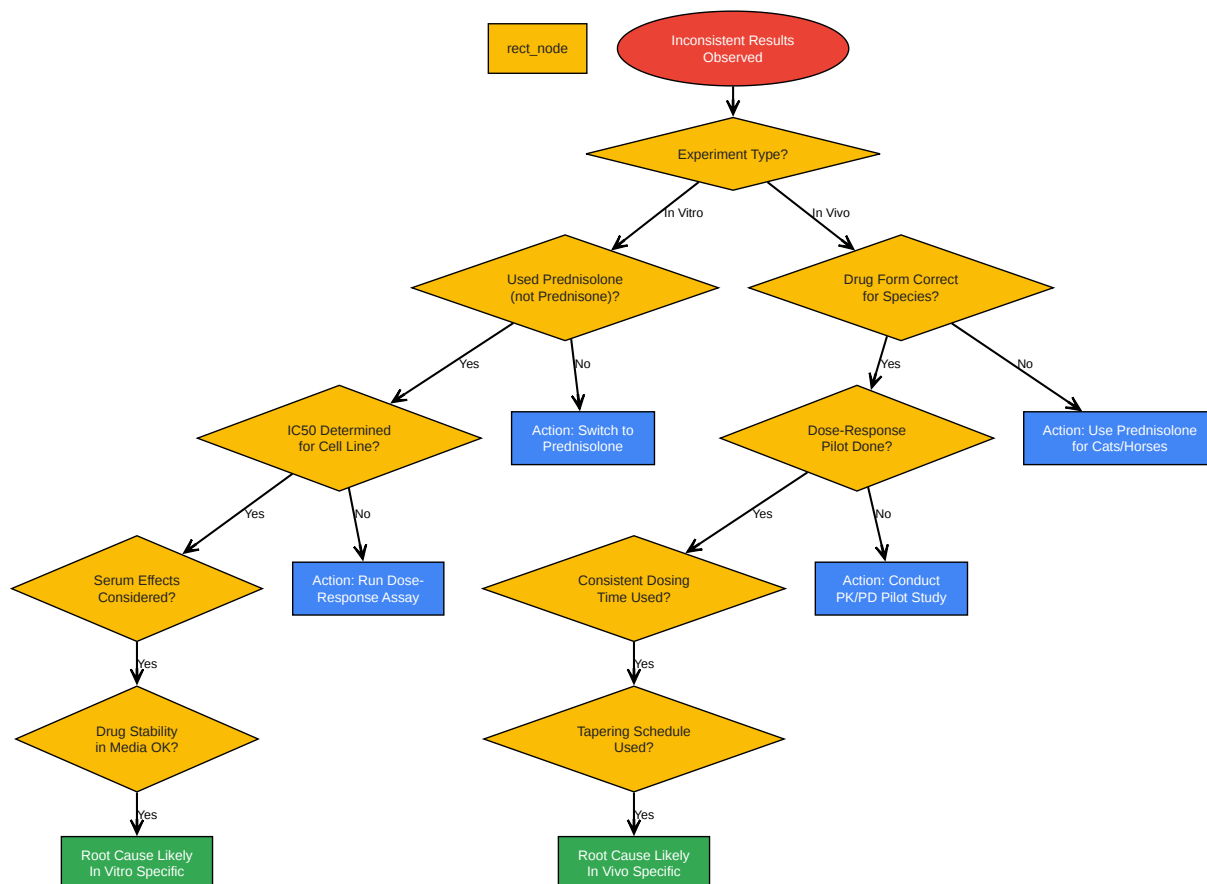 rect_node
Inconsistent Results
Observed
Experiment Type?
In Vitro
In Vivo
Used Prednisolone
(not Prednisone)?
Drug Form Correct
for Species?
Yes
No
Yes
No
IC50 Determined
for Cell Line?
Action: Switch to
Prednisolone
Dose-Response
Pilot Done?
Action: Use Prednisolone
for Cats/Horses
Yes
No
Yes
No
Serum Effects
Considered?
Action: Run Dose-
Response Assay
Consistent Dosing
Time Used?
Action: Conduct
PK/PD Pilot Study
Yes
Yes
Drug Stability
in Media OK?
Tapering Schedule
Used?
Yes
Yes
Root Cause Likely
In Vitro Specific
Root Cause Likely
In Vivo Specific